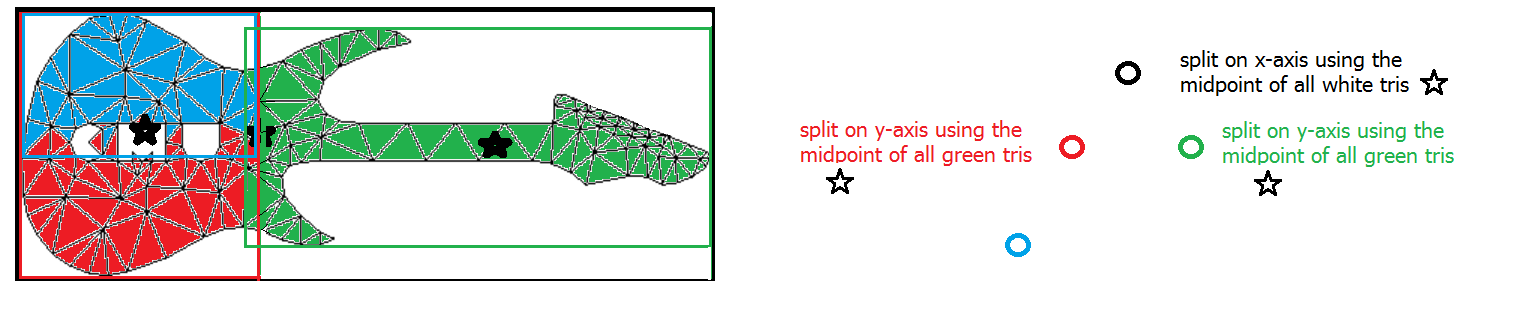 split on x-axis using the
midpoint of all white tris
split on y-axis using the
midpoint of all green tris
split on y-axis using the
midpoint of all green tris